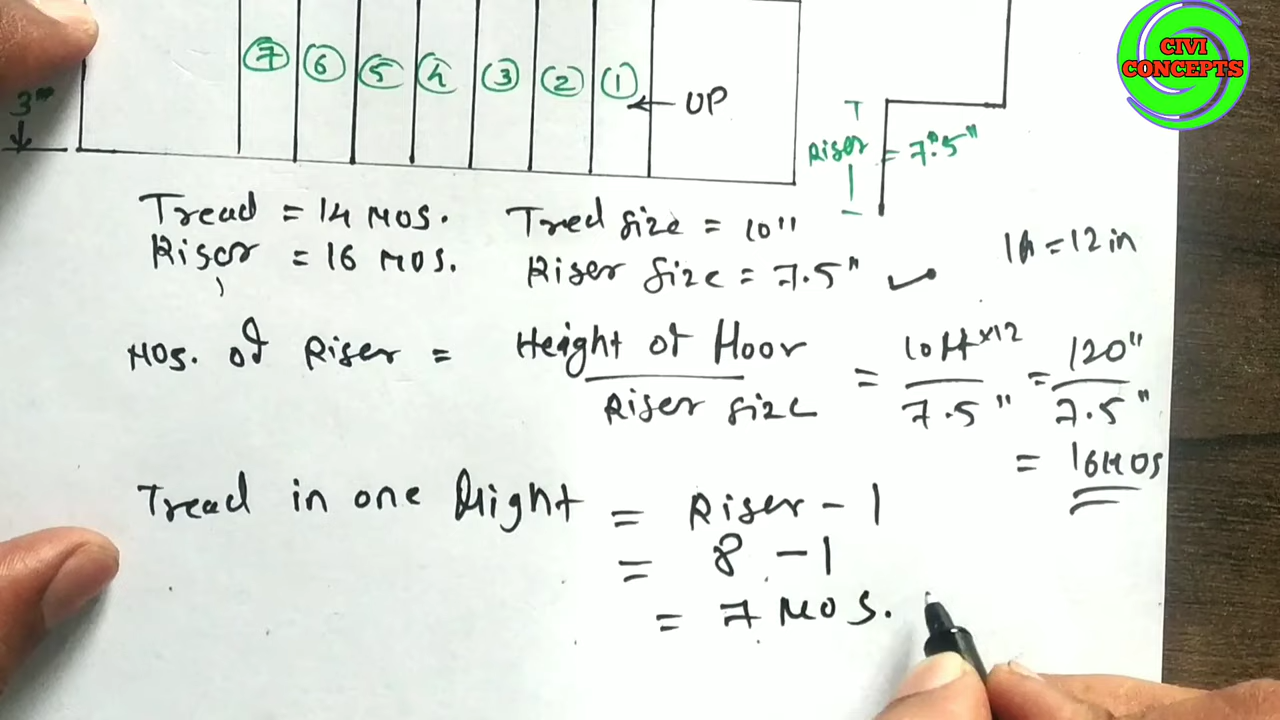 7 6 5 4 3 2 1
UP
3"
Riser = 7.5"
CIVI
CONCEPTS
Tread = 14 NOS. Tred Size = 10"
Riser = 16 NOS. Riser Size = 7.5"
1ft = 12 in
NOS. of Riser = Height of Floor / Riser Size = 10ft×12 / 7.5" = 120" / 7.5"
= 16 NOS
Tread in one flight = Riser - 1
= 8 - 1
= 7 NOS.